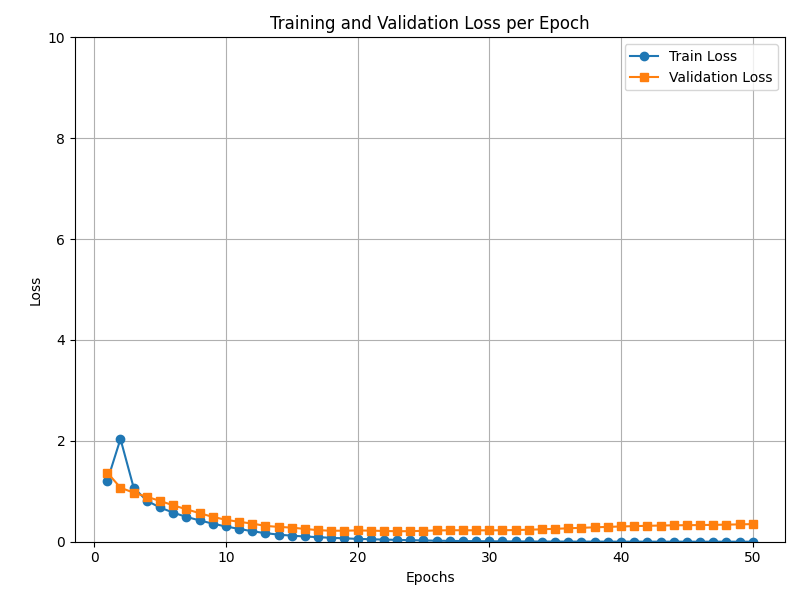 Training and Validation Loss per Epoch
10
8
6
4
2
0
Loss
Train Loss
Validation Loss
0 10 20 30 40 50
Epochs